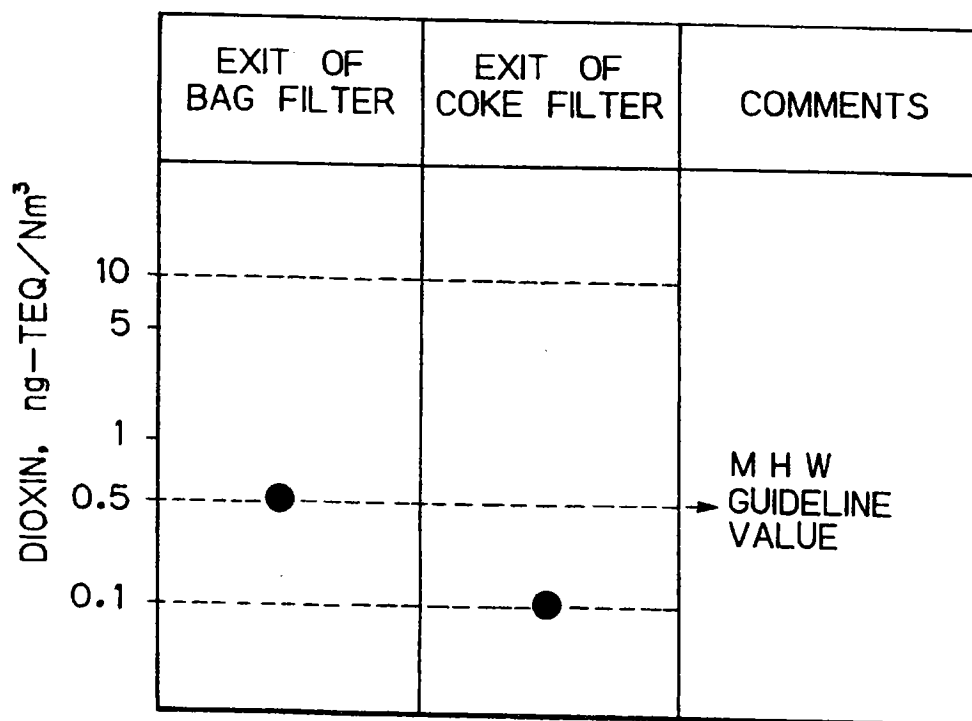 EXIT OF
BAG FILTER
EXIT OF
COKE FILTER
COMMENTS
DIOXIN, ng-TEQ/Nm³
10
5
1
0.5
0.1
M H W
GUIDELINE
VALUE